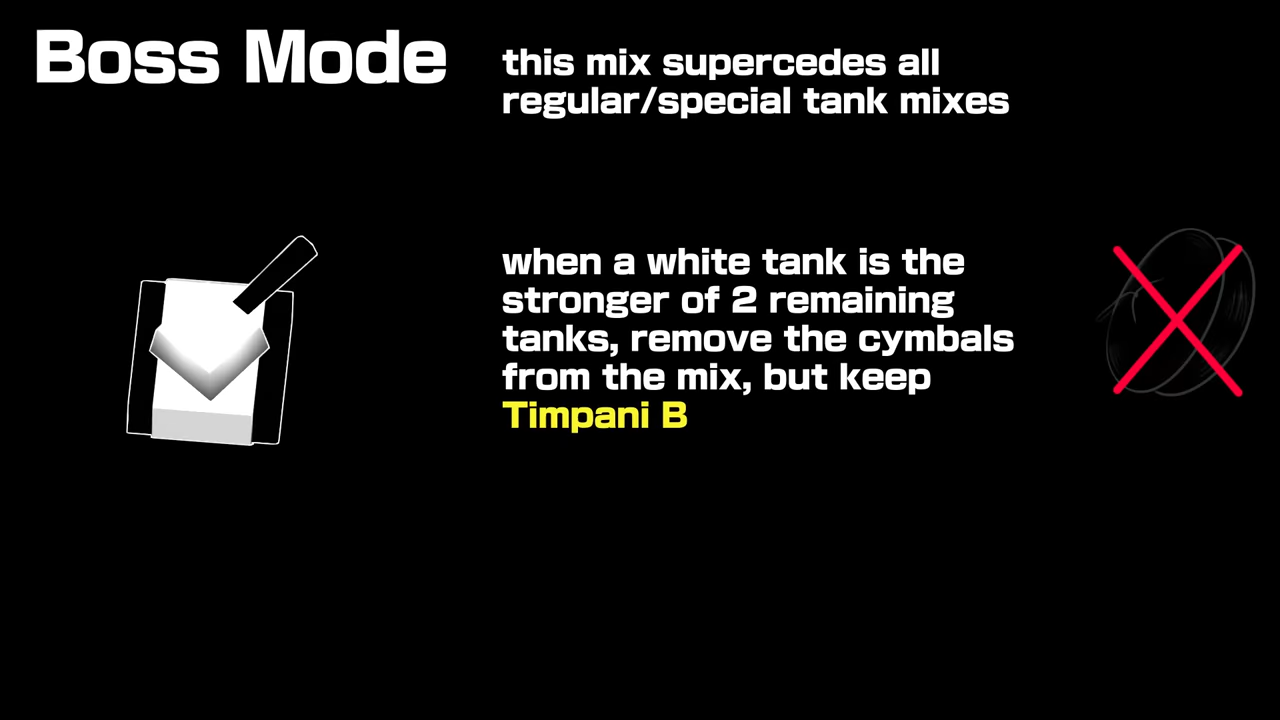 Boss Mode
this mix supercedes all
regular/special tank mixes
when a white tank is the
stronger of 2 remaining
tanks, remove the cymbals
from the mix, but keep
Timpani B